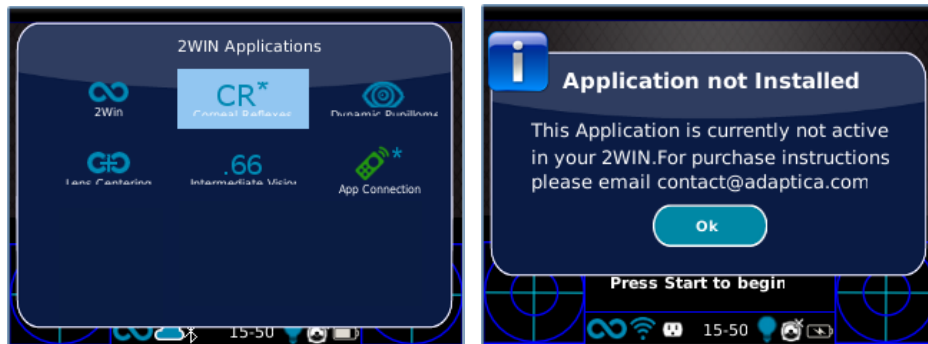 2WIN Applications
2Win
CR*
Corneal Reflexes
Dynamic Pupillome
Lens Centering
.66
Intermediate Vision
*
App Connection
15-50
i
Application not Installed
This Application is currently not active
in your 2WIN.For purchase instructions
please email contact@adaptica.com
Ok
Press Start to begin
15-50